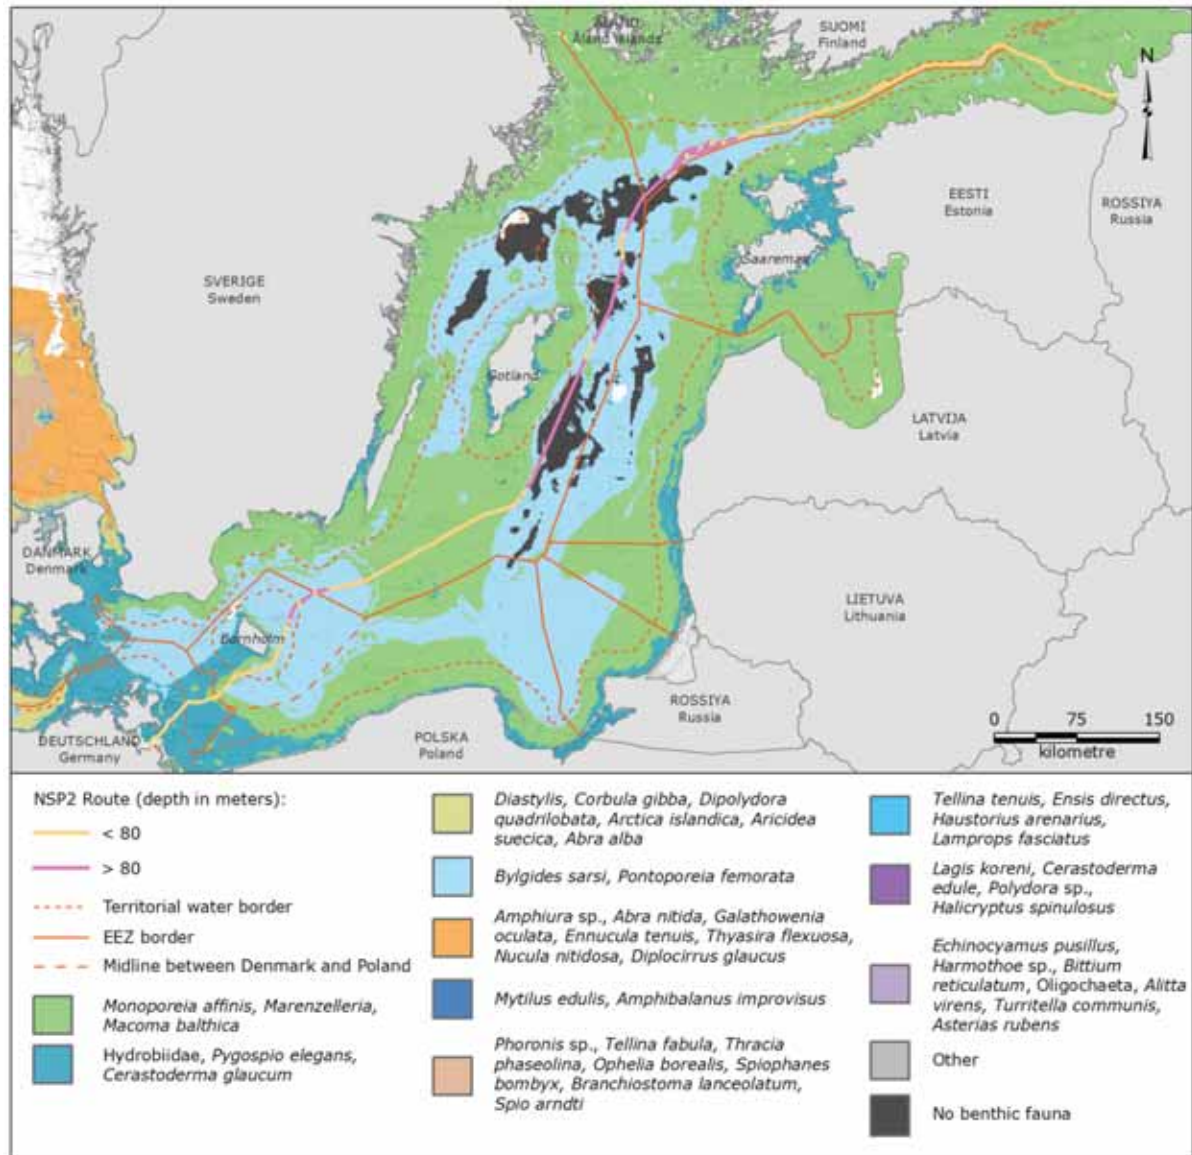 SUOMI
Finland
Åland Islands
N
EESTI
Estonia
ROSSIYA
Russia
Saaremaa
SVERIGE
Sweden
Gotland
LATVIJA
Latvia
DANMARK
Denmark
LIETUVA
Lithuania
Bornholm
ROSSIYA
Russia
0 75 150
kilometre
DEUTSCHLAND
Germany
POLSKA
Poland
NSP2 Route (depth in meters):
< 80
> 80
Territorial water border
EEZ border
Midline between Denmark and Poland
Monoporeia affinis, Marenzelleria,
Macoma balthica
Hydrobiidae, Pygospio elegans,
Cerastoderma glaucum
Diastylis, Corbula gibba, Dipolydora
quadrilobata, Arctica islandica, Aricidea
suecica, Abra alba
Bylgides sarsi, Pontoporeia femorata
Amphiura sp., Abra nitida, Galathowenia
oculata, Ennucula tenuis, Thyasira flexuosa,
Nucula nitidosa, Diplocirrus glaucus
Mytilus edulis, Amphibalanus improvisus
Phoronis sp., Tellina fabula, Thracia
phaseolina, Ophelia borealis, Spiophanes
bombyx, Branchiostoma lanceolatum,
Spio arndti
Tellina tenuis, Ensis directus,
Haustorius arenarius,
Lamprops fasciatus
Lagis koreni, Cerastoderma
edule, Polydora sp.,
Halicryptus spinulosus
Echinocyamus pusillus,
Harmothoe sp., Bittium
reticulatum, Oligochaeta, Alitta
virens, Turritella communis,
Asterias rubens
Other
No benthic fauna